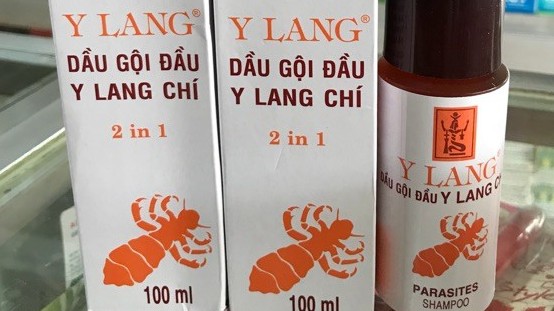 Y LANG®
DẦU GỘI ĐẦU
Y LANG CHÍ
2 in 1
100 ml
Y LANG®
DẦU GỘI ĐẦU
Y LANG CHÍ
2 in 1
100 ml
Y LANG
DẦU GỘI ĐẦU Y LANG
PARASITES
SHAMPOO